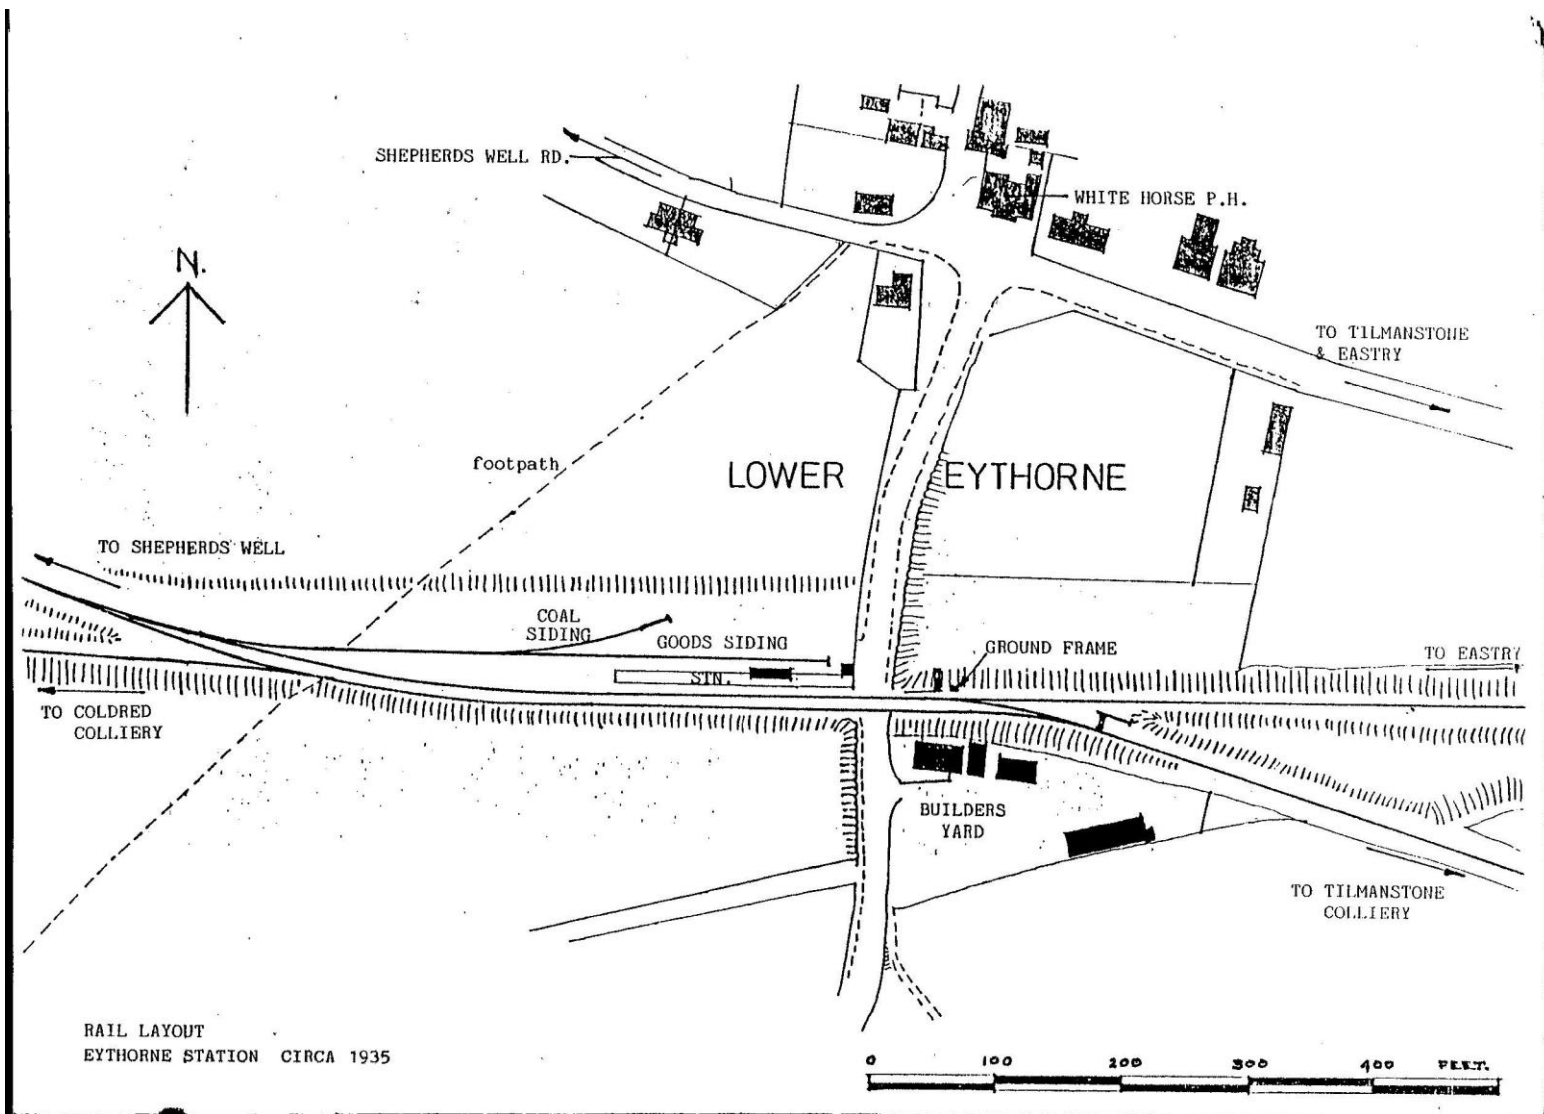 SHEPHERDS WELL RD.
WHITE HORSE P.H.
N.
TO TILMANSTONE
& EASTRY
footpath
LOWER EYTHORNE
TO SHEPHERDS WELL
COAL
SIDING
GOODS SIDING
GROUND FRAME
TO EASTRY
STN.
TO COLDRED
COLLIERY
BUILDERS
YARD
TO TILMANSTONE
COLLIERY
RAIL LAYOUT
EYTHORNE STATION CIRCA 1935
0 100 200 300 400 FEET.